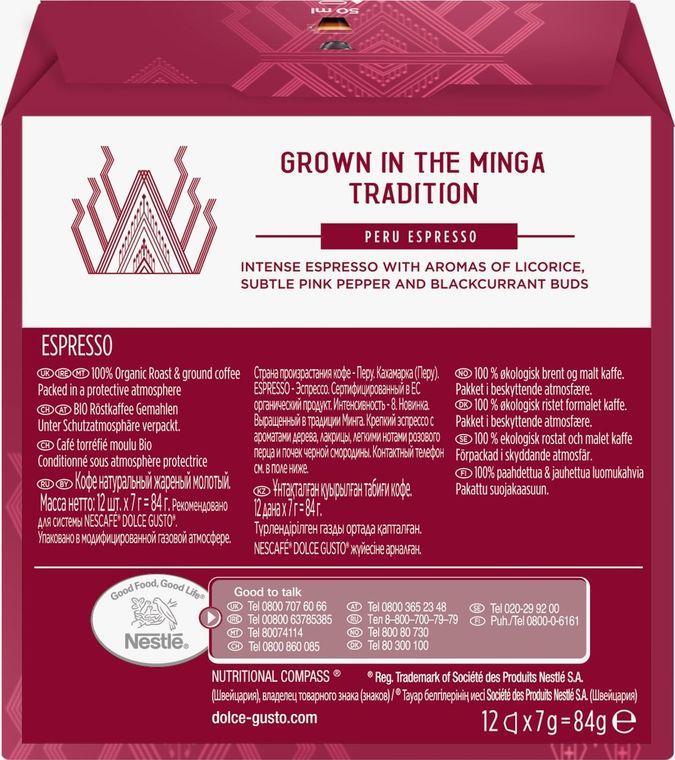 50 ml
GROWN IN THE MINGA
TRADITION
PERU ESPRESSO
INTENSE ESPRESSO WITH AROMAS OF LICORICE,
SUBTLE PINK PEPPER AND BLACKCURRANT BUDS
ESPRESSO
UK IRE MT 100% Organic Roast & ground coffee
Packed in a protective atmosphere
CH AT BIO Röstkaffee Gemahlen
Unter Schutzatmosphäre verpackt.
CH Café torréfié moulu Bio
Conditionné sous atmosphère protectrice
RU BY Кофе натуральный жареный молотый.
Масса нетто: 12 шт. x 7 г = 84 г. Рекомендовано
для системы NESCAFÉ® DOLCE GUSTO®.
Упаковано в модифицированной газовой атмосфере.
Страна произрастания кофе - Перу. Кахамарка (Перу).
ESPRESSO - Эспрессо. Сертифицированный в ЕС
органический продукт. Интенсивность - 8. Новинка.
Выращенный в традиции Минга. Крепкий эспрессо с
ароматами дерева, лакрицы, легкими нотами розового
перца и почек черной смородины. Контактный телефон
см. в поле ниже.
KZ Ұнтақталған қуырылған табиғи кофе.
12 дана x 7 г = 84 г.
Түрлендірілген газды ортада қапталған.
NESCAFÉ® DOLCE GUSTO® жүйесіне арналған.
NO 100 % økologisk brent og malt kaffe.
Pakket i beskyttende atmosfære.
DK 100 % økologisk ristet formalet kaffe.
Pakket i beskyttende atmosfære.
SE 100 % ekologisk rostat och malet kaffe
Förpackad i skyddande atmosfär.
FI 100% paahdettua & jauhettua luomukahvia
Pakattu suojakaasuun.
Good Food, Good Life®
Nestlé®
Good to talk
UK Tel 0800 707 60 66
IRE Tel 00800 63785385
MT Tel 80074114
CH Tel 0800 860 085
AT Tel 0800 365 23 48
RU Тел 8–800–700–79–79
NO Tel 800 80 730
DK Tel 80 300 100
SE Tel 020-29 92 00
FI Puh./Tel 0800-0-6161
NUTRITIONAL COMPASS ® ® Reg. Trademark of Société des Produits Nestlé S.A.
(Швейцария), владелец товарного знака (знаков) / ® Тауар белгілерінің иесі Société des Produits Nestlé S.A. (Швейцария)
dolce-gusto.com
12 x 7g = 84g ℮